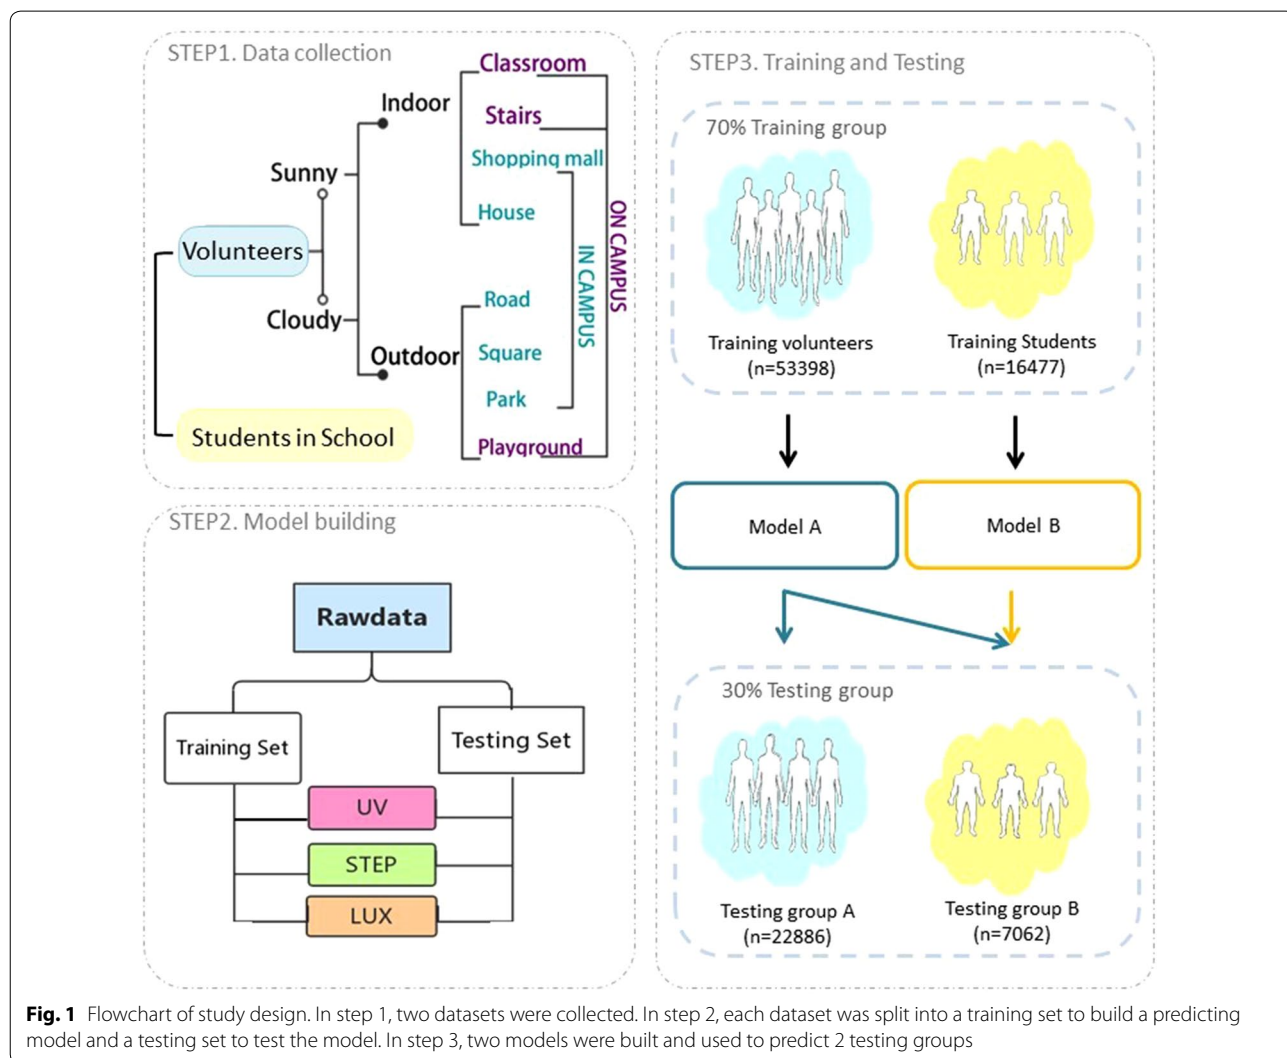 STEP1. Data collection
Classroom
Indoor
Stairs
Shopping mall
Sunny
House
ON CAMPUS
IN CAMPUS
Volunteers
Road
Cloudy
Outdoor
Square
Park
Students in School
Playground
STEP2. Model building
Rawdata
Training Set
Testing Set
UV
STEP
LUX
STEP3. Training and Testing
70% Training group
Training volunteers
(n=53398)
Training Students
(n=16477)
Model A
Model B
30% Testing group
Testing group A
(n=22886)
Testing group B
(n=7062)
Fig. 1 Flowchart of study design. In step 1, two datasets were collected. In step 2, each dataset was split into a training set to build a predicting
model and a testing set to test the model. In step 3, two models were built and used to predict 2 testing groups